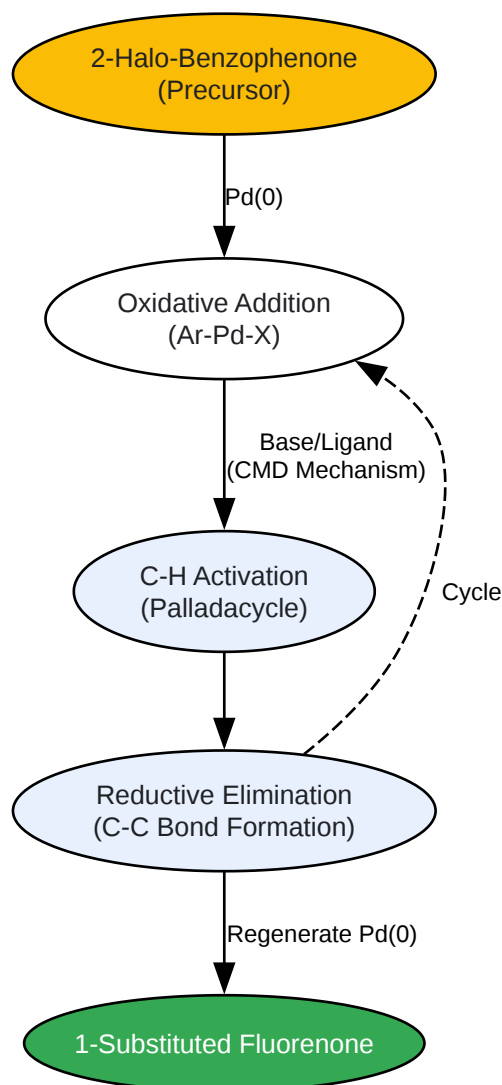 2-Halo-Benzophenone
(Precursor)
Pd(0)
Oxidative Addition
(Ar-Pd-X)
Base/Ligand
(CMD Mechanism)
C-H Activation
(Palladacycle)
Cycle
Reductive Elimination
(C-C Bond Formation)
Regenerate Pd(0)
1-Substituted Fluorenone